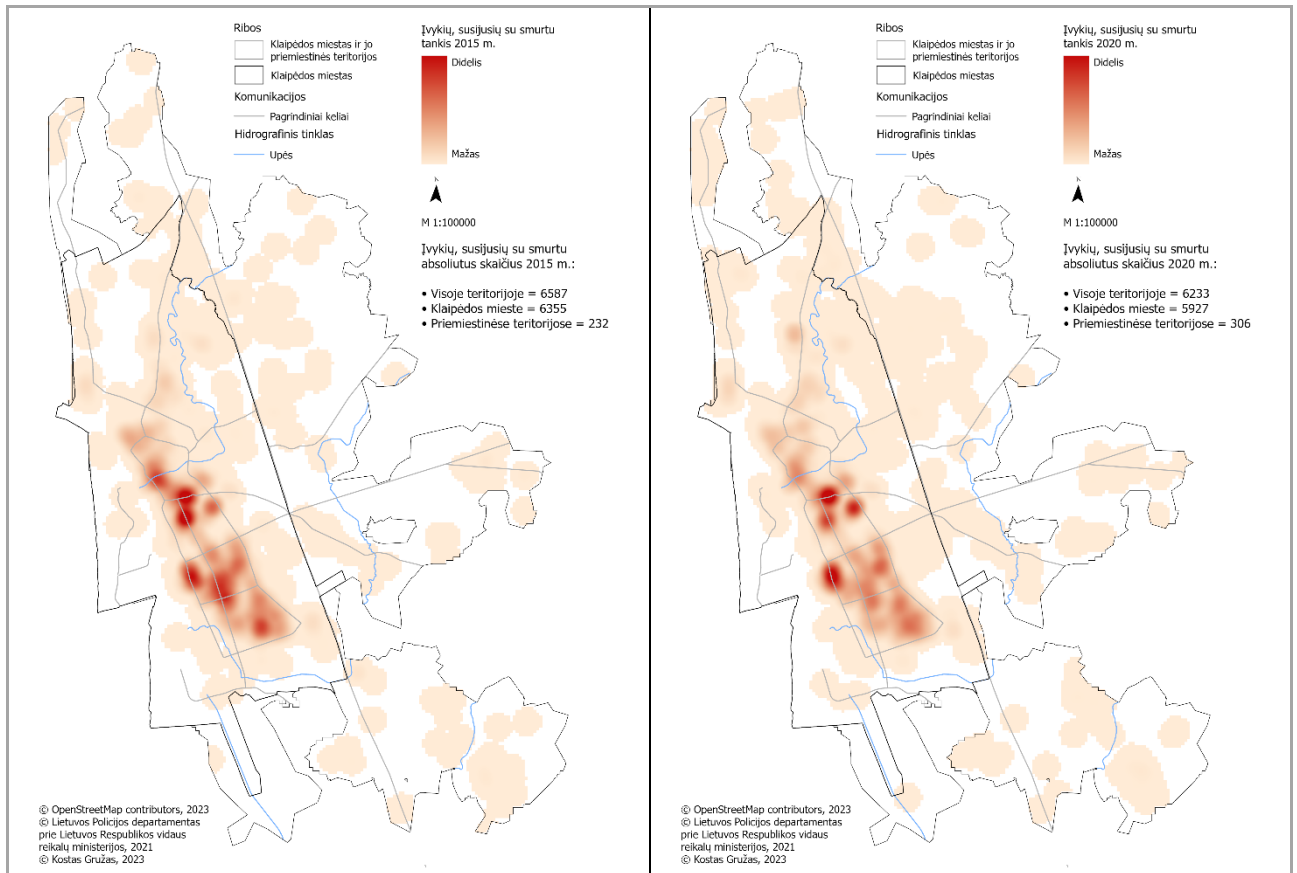 Ribos
Klaipėdos miestas ir jo
priemiestinės teritorijos
Klaipėdos miestas
Komunikacijos
Pagrindiniai keliai
Hidrografinis tinklas
Upės
Įvykių, susijusių su smurtu
tankis 2015 m.
Didelis
Mažas
M 1:100000
Įvykių, susijusių su smurtu
absoliutus skaičius 2015 m.:
• Visoje teritorijoje = 6587
• Klaipėdos mieste = 6355
• Priemiestinėse teritorijose = 232
© OpenStreetMap contributors, 2023
© Lietuvos Policijos departamentas
prie Lietuvos Respublikos vidaus
reikalų ministerijos, 2021
© Kostas Gružas, 2023
Ribos
Klaipėdos miestas ir jo
priemiestinės teritorijos
Klaipėdos miestas
Komunikacijos
Pagrindiniai keliai
Hidrografinis tinklas
Upės
Įvykių, susijusių su smurtu
tankis 2020 m.
Didelis
Mažas
M 1:100000
Įvykių, susijusių su smurtu
absoliutus skaičius 2020 m.:
• Visoje teritorijoje = 6233
• Klaipėdos mieste = 5927
• Priemiestinėse teritorijose = 306
© OpenStreetMap contributors, 2023
© Lietuvos Policijos departamentas
prie Lietuvos Respublikos vidaus
reikalų ministerijos, 2021
© Kostas Gružas, 2023